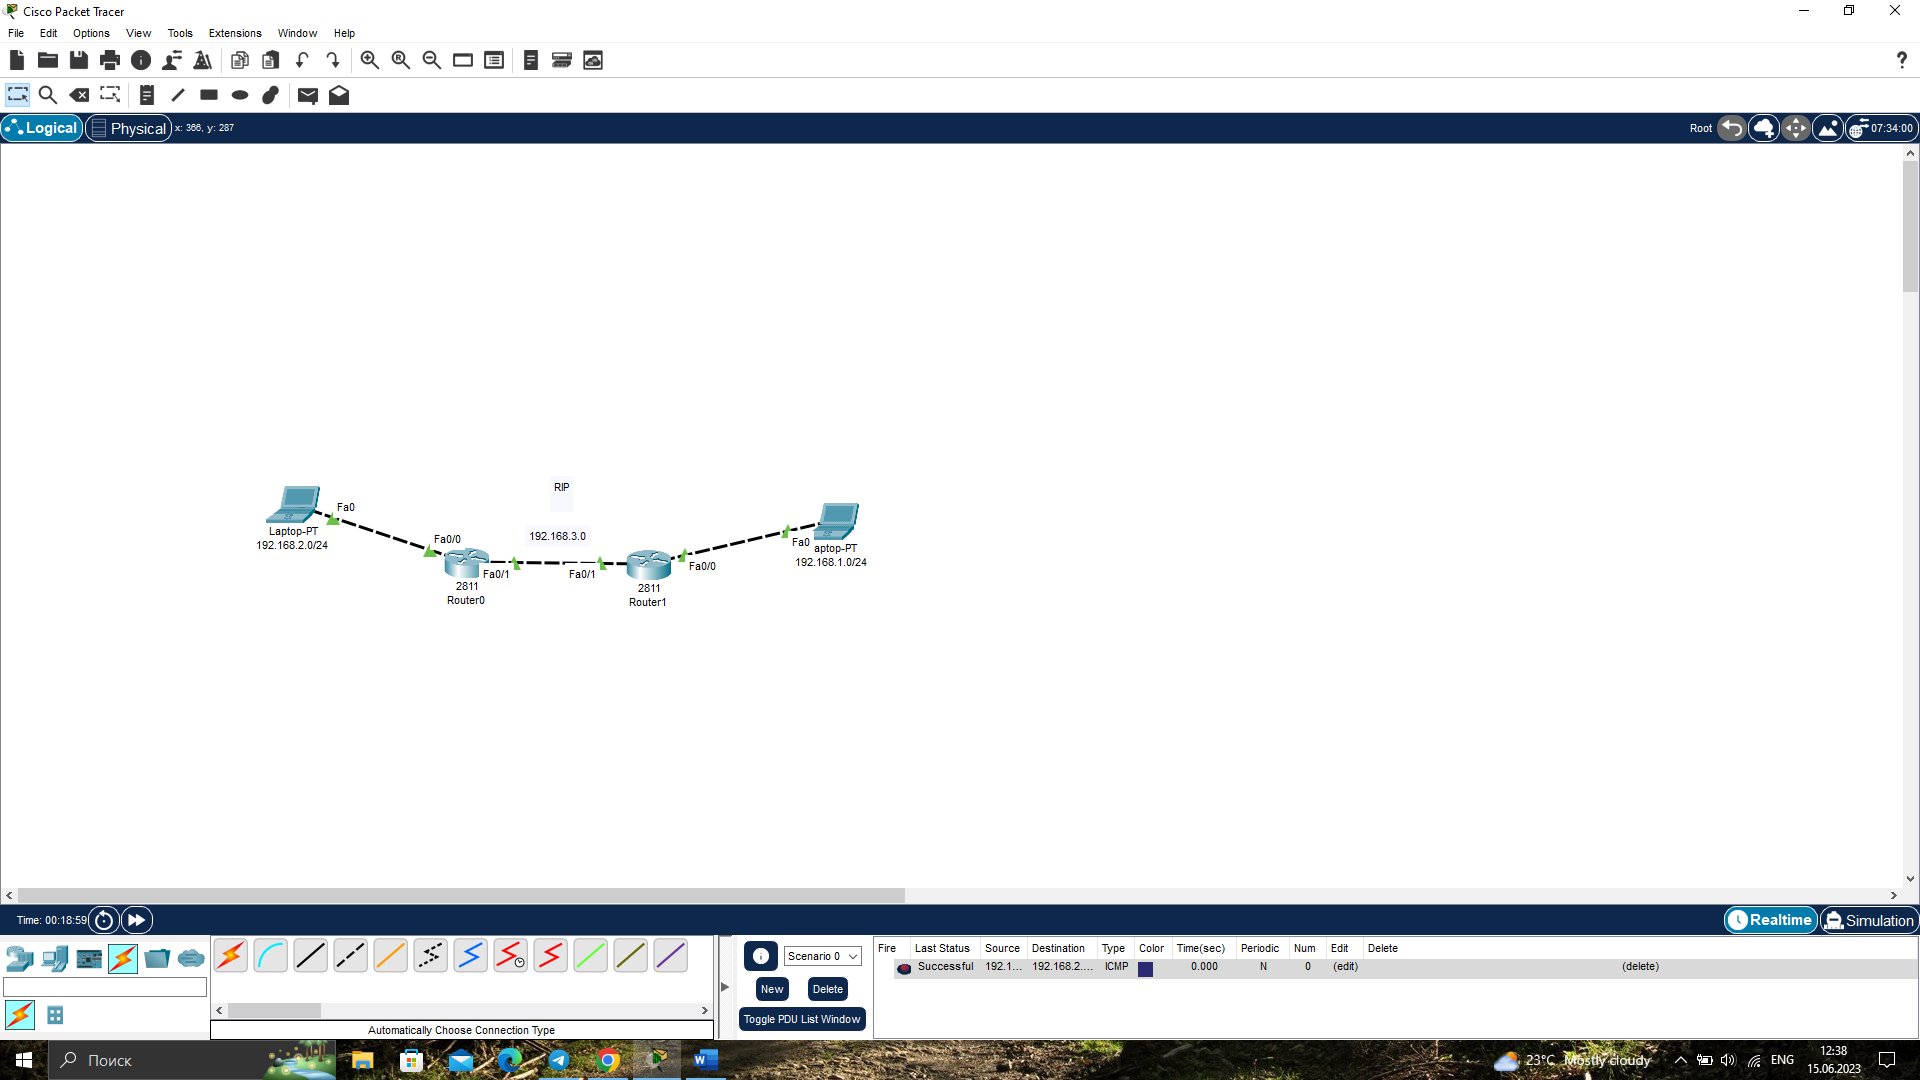 Cisco Packet Tracer
File Edit Options View Tools Extensions Window Help
?
Logical Physical x: 366, y: 287 Root 07:34:00
RIP
Fa0
Laptop-PT
192.168.2.0/24
Fa0/0
192.168.3.0
Fa0/1
2811
Router0
Fa0/1
2811
Router1
Fa0/0
Fa0
aptop-PT
192.168.1.0/24
Time: 00:18:59 Realtime Simulation
Automatically Choose Connection Type
Scenario 0
New Delete
Toggle PDU List Window
Fire Last Status Source Destination Type Color Time(sec) Periodic Num Edit Delete
Successful 192.1... 192.168.2.... ICMP 0.000 N 0 (edit) (delete)
Поиск
23°C Mostly cloudy ENG
12:38
15.06.2023